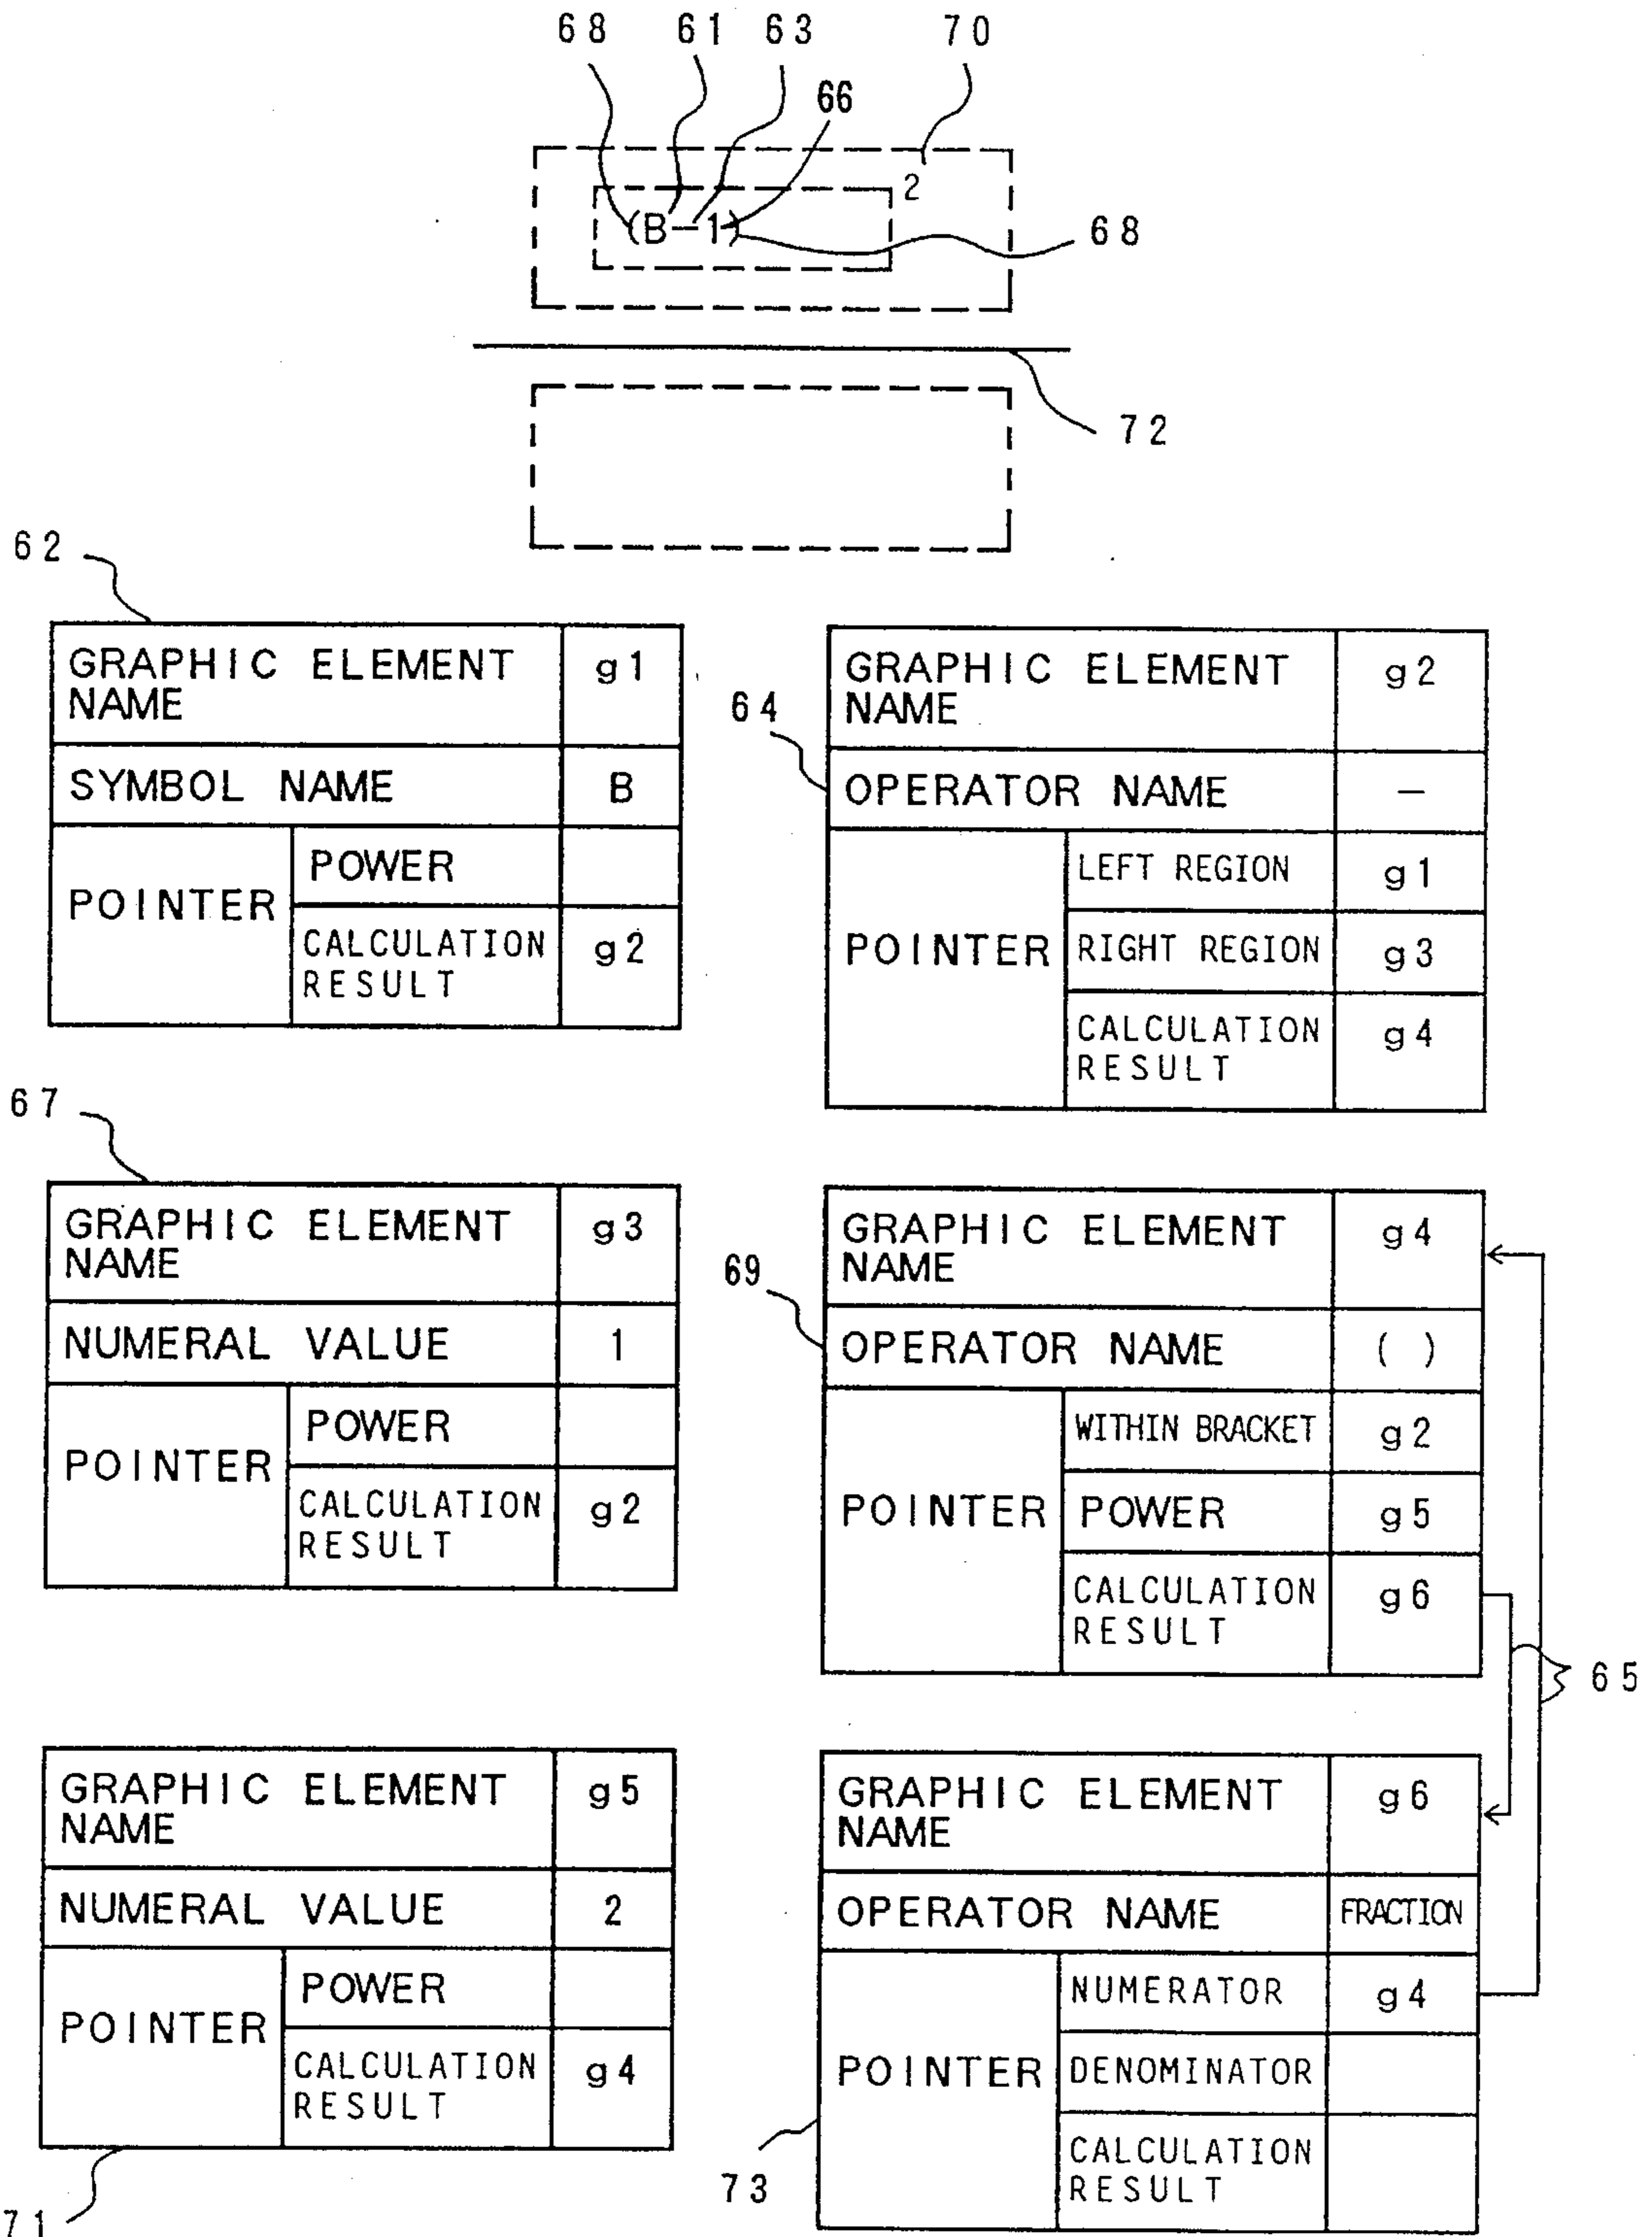 68 61 63 70
66
2
(B-1)
68
72
62
GRAPHIC ELEMENT NAME g1
SYMBOL NAME B
POINTER
POWER
CALCULATION RESULT g2
64
GRAPHIC ELEMENT NAME g2
OPERATOR NAME −
POINTER
LEFT REGION g1
RIGHT REGION g3
CALCULATION RESULT g4
67
GRAPHIC ELEMENT NAME g3
NUMERAL VALUE 1
POINTER
POWER
CALCULATION RESULT g2
69
GRAPHIC ELEMENT NAME g4
OPERATOR NAME ( )
POINTER
WITHIN BRACKET g2
POWER g5
CALCULATION RESULT g6
65
GRAPHIC ELEMENT NAME g5
NUMERAL VALUE 2
POINTER
POWER
CALCULATION RESULT g4
71
GRAPHIC ELEMENT NAME g6
OPERATOR NAME FRACTION
POINTER
NUMERATOR g4
DENOMINATOR
CALCULATION RESULT
73